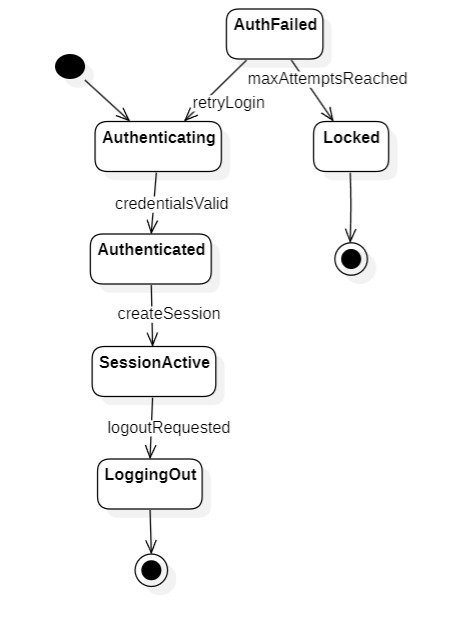 AuthFailed
maxAttemptsReached
retryLogin
Authenticating
Locked
credentialsValid
Authenticated
createSession
SessionActive
logoutRequested
LoggingOut